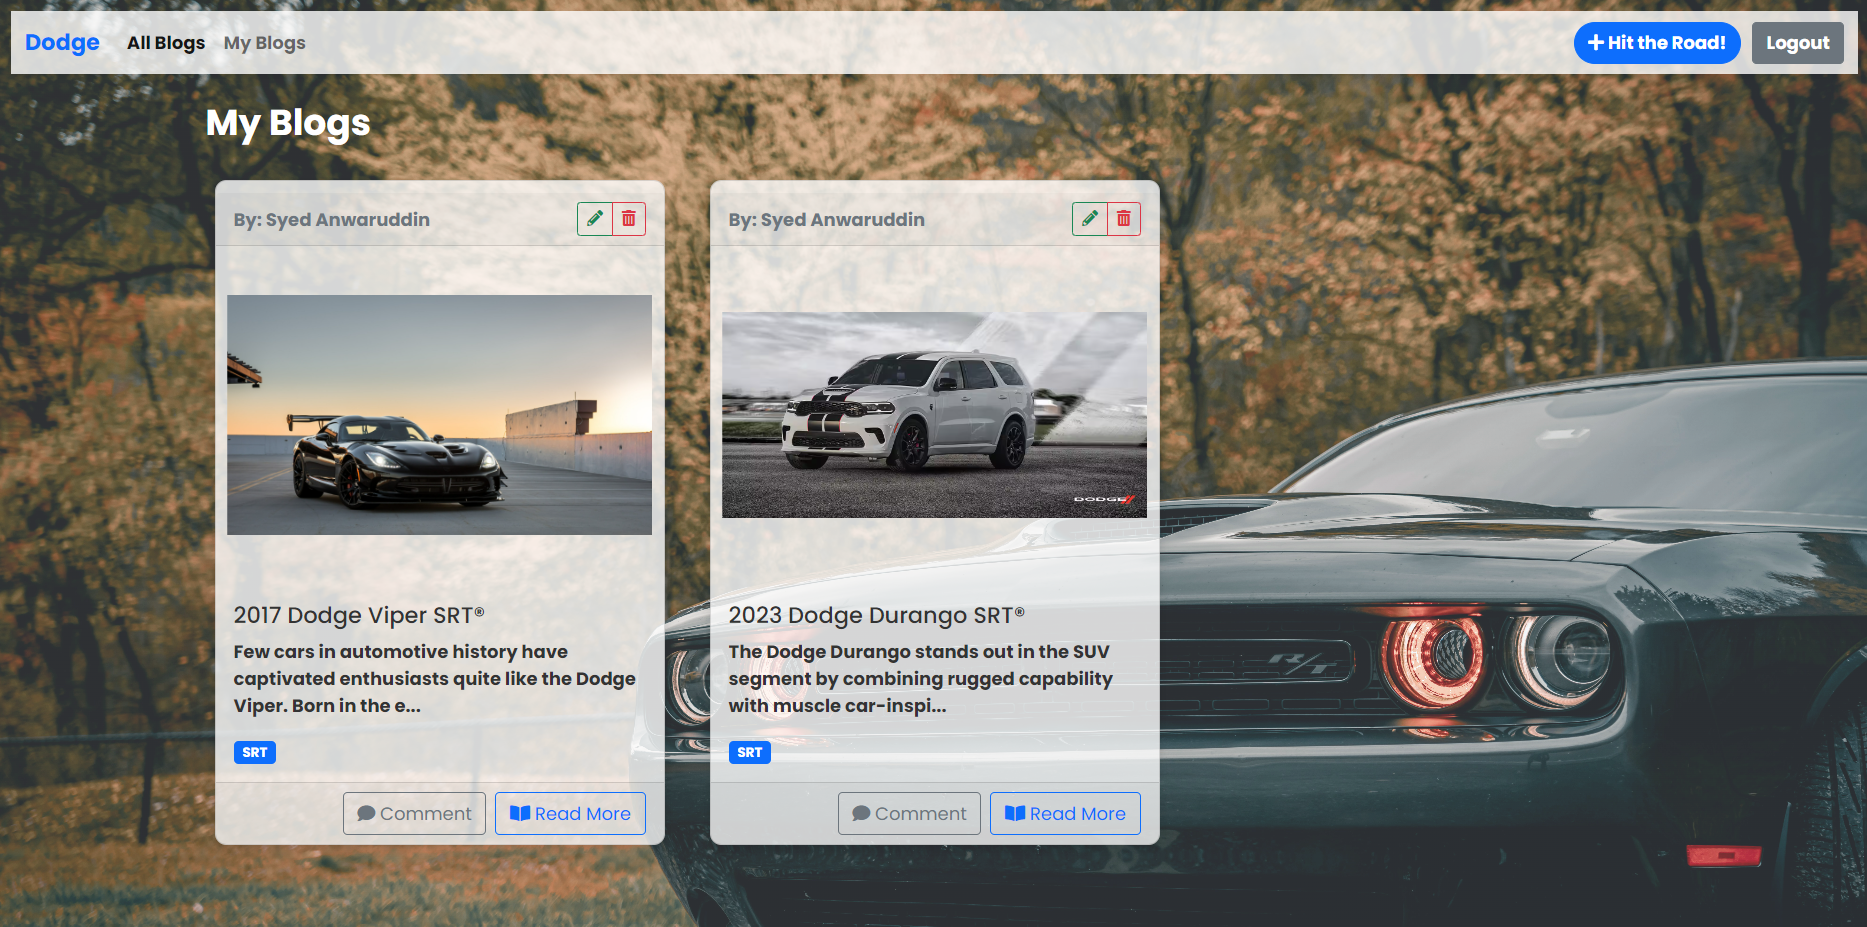 Dodge All Blogs My Blogs Hit the Road! Logout
My Blogs
By: Syed Anwaruddin
2017 Dodge Viper SRT®
Few cars in automotive history have
captivated enthusiasts quite like the Dodge
Viper. Born in the e...
SRT
Comment Read More
By: Syed Anwaruddin
DODGE
2023 Dodge Durango SRT®
The Dodge Durango stands out in the SUV
segment by combining rugged capability
with muscle car-inspi...
SRT
Comment Read More
R/T